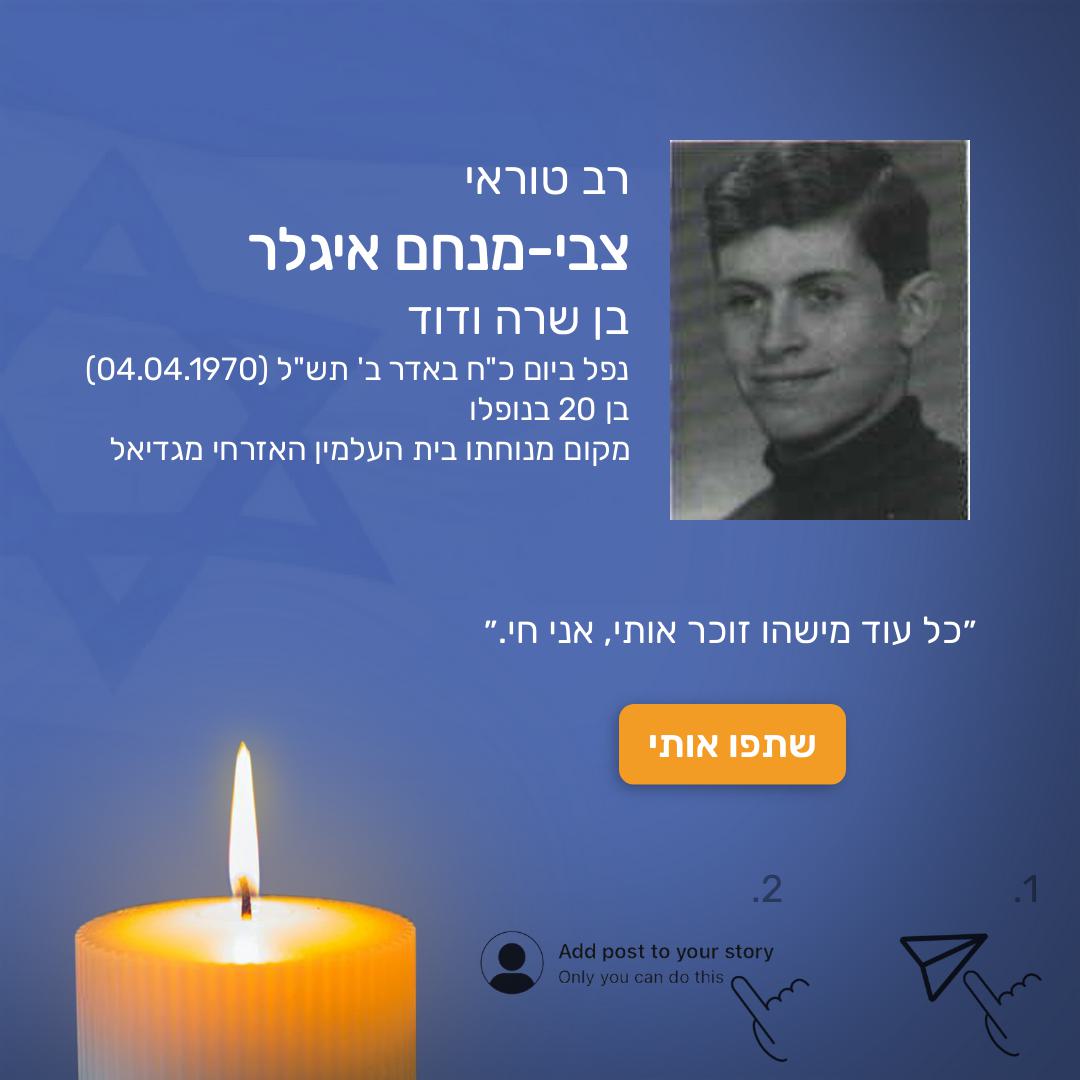 רב טוראי
צבי-מנחם איגלר
בן שרה ודוד
נפל ביום כ"ח באדר ב' תש"ל (04.04.1970)
בן 20 בנופלו
מקום מנוחתו בית העלמין האזרחי מגדיאל
״כל עוד מישהו זוכר אותי, אני חי.״
שתפו אותי
1.
2.
Add post to your story
Only you can do this